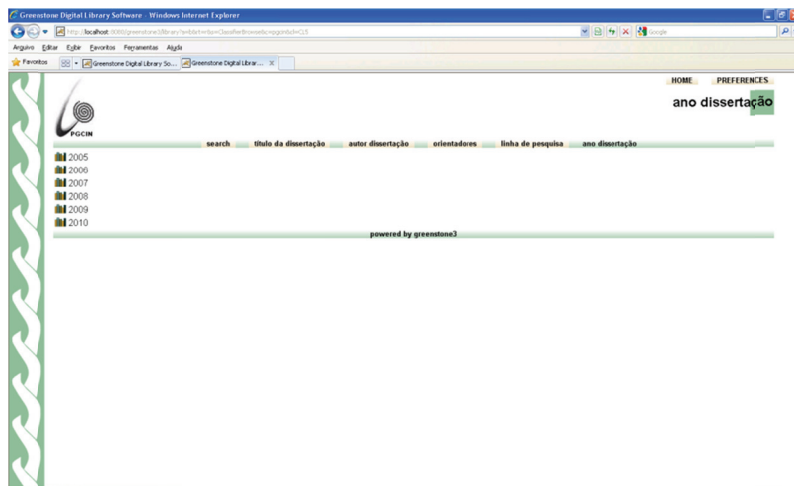 Greenstone Digital Library Software - Windows Internet Explorer
Google
Arquivo Editar Exibir Favoritos Ferramentas Ajuda
Favoritos Greenstone Digital Library So... Greenstone Digital Librar... X
HOME PREFERENCES
ano dissertação
PGCIN
search título da dissertação autor dissertação orientadores linha de pesquisa ano dissertação
2005
2006
2007
2008
2009
2010
powered by greenstone3